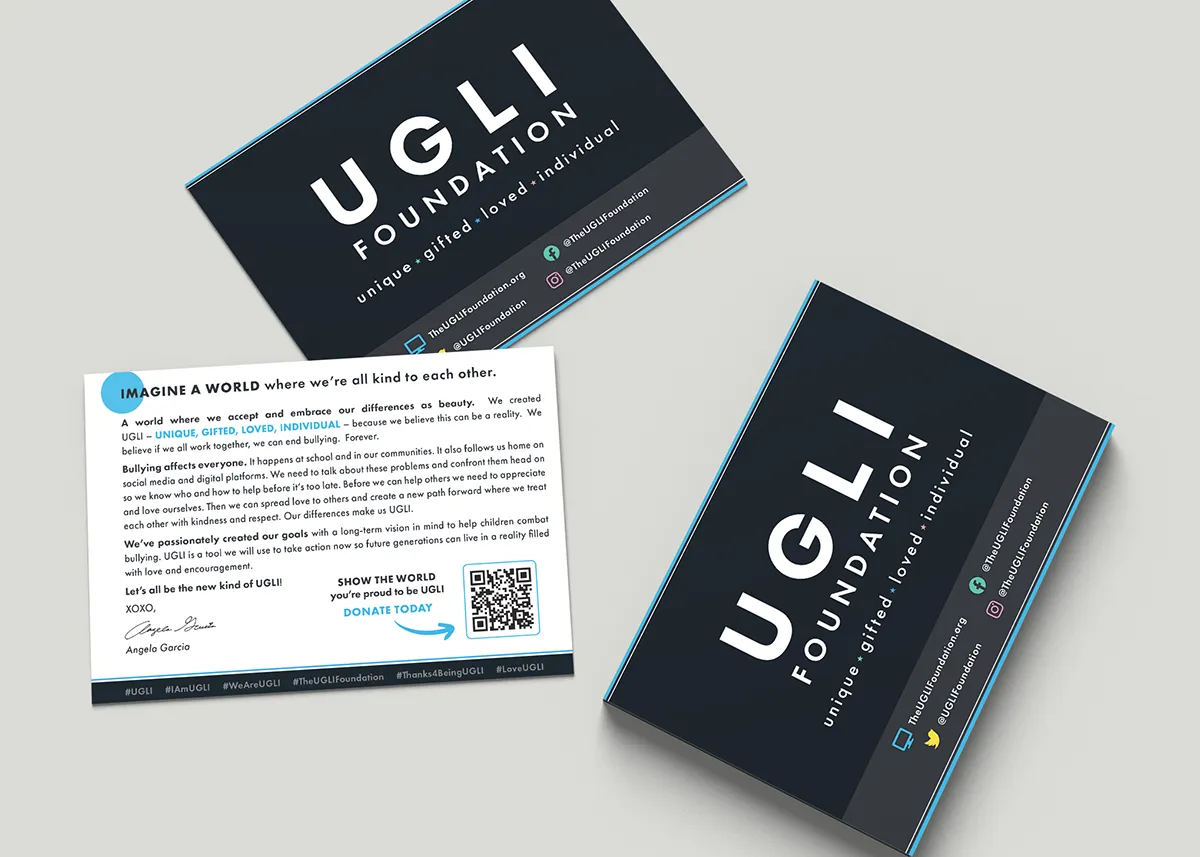 UGLI
FOUNDATION
unique * gifted * loved * individual
TheUGLIFoundation.org
@TheUGLIFoundation
@UGLIFoundation
@TheUGLIFoundation
IMAGINE A WORLD where we're all kind to each other.
A world where we accept and embrace our differences as beauty. We created
UGLI – UNIQUE, GIFTED, LOVED, INDIVIDUAL – because we believe this can be a reality. We
believe if we all work together, we can end bullying. Forever.
Bullying affects everyone. It happens at school and in our communities. It also follows us home on
social media and digital platforms. We need to talk about these problems and confront them head on
so we know who and how to help before it's too late. Before we can help others we need to appreciate
and love ourselves. Then we can spread love to others and create a new path forward where we treat
each other with kindness and respect. Our differences make us UGLI.
We've passionately created our goals with a long-term vision in mind to help children combat
bullying. UGLI is a tool we will use to take action now so future generations can live in a reality filled
with love and encouragement.
Let's all be the new kind of UGLI!
XOXO,
Angela Garcia
Angela Garcia
SHOW THE WORLD
you're proud to be UGLI
DONATE TODAY
#UGLI #IAmUGLI #WeAreUGLI #TheUGLIFoundation #Thanks4BeingUGLI #LoveUGLI
UGLI
FOUNDATION
unique * gifted * loved * individual
TheUGLIFoundation.org
@TheUGLIFoundation
@UGLIFoundation
@TheUGLIFoundation